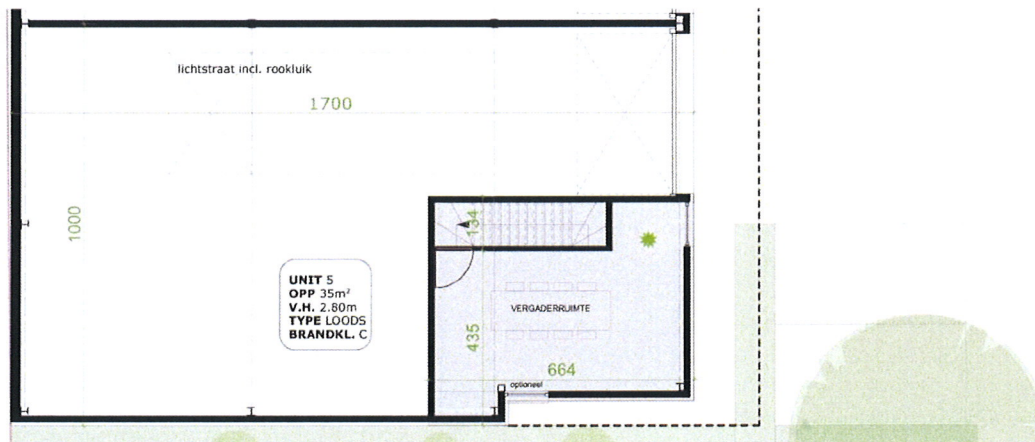 lichtstraat incl. rookluik
1700
1000
134
UNIT 5
OPP 35m²
V.H. 2.80m
TYPE LOODS
BRANDKL. C
VERGADERRUIMTE
435
664
optioneel